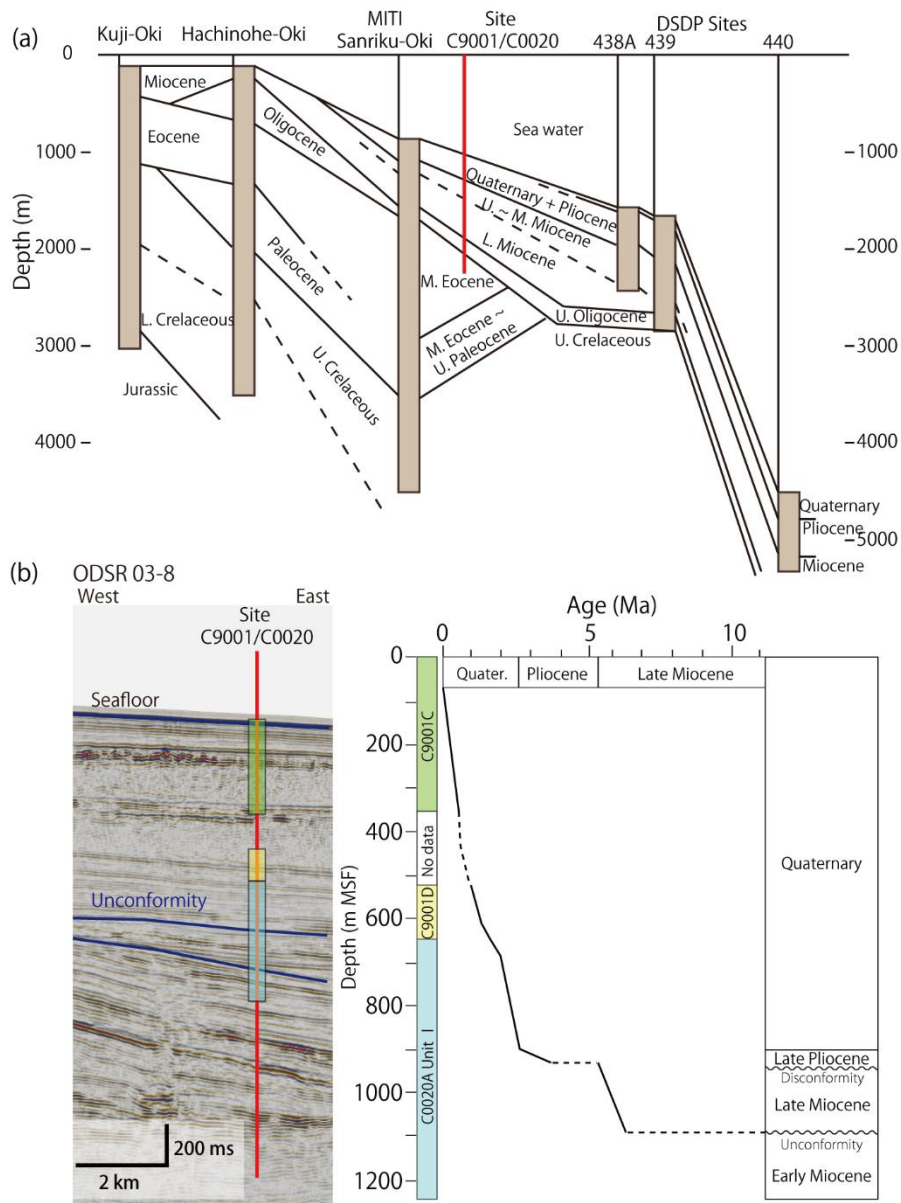 (a)
Kuji-Oki
Hachinohe-Oki
MITI
Sanriku-Oki
Site
C9001/C0020
DSDP Sites
438A
439
440
0
1000
2000
3000
4000
Depth (m)
-1000
-2000
-3000
-4000
-5000
Miocene
Eocene
L. Crelaceous
Jurassic
Oligocene
Paleocene
U. Crelaceous
Sea water
Quaternary + Pliocene
U. ~ M. Miocene
L. Miocene
M. Eocene
M. Eocene ~
U. Paleocene
U. Oligocene
U. Crelaceous
Quaternary
Pliocene
Miocene
(b)
ODSR 03-8
West
East
Site
C9001/C0020
Seafloor
Unconformity
200 ms
2 km
Age (Ma)
0
5
10
Quater.
Pliocene
Late Miocene
Depth (m MSF)
0
200
400
600
800
1000
1200
C9001C
No data
C9001D
C0020A Unit I
Quaternary
Late Pliocene
Disconformity
Late Miocene
Unconformity
Early Miocene